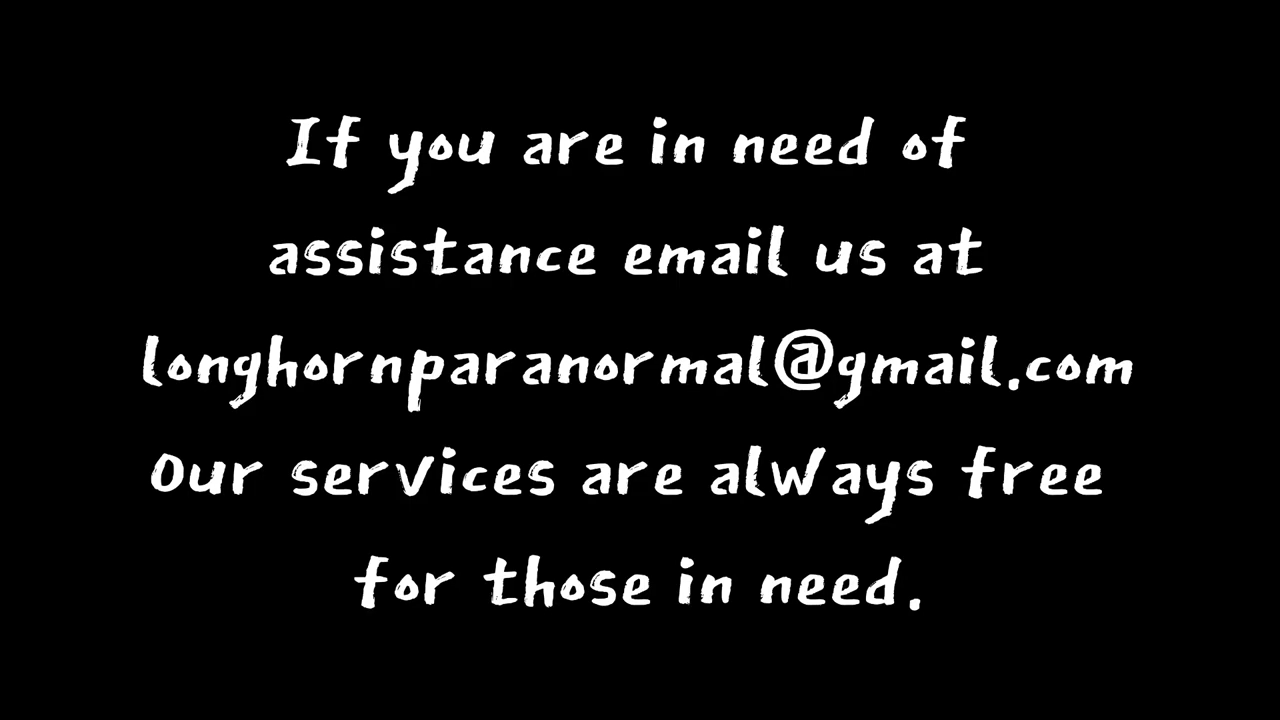 If you are in need of
assistance email us at
longhornparanormal@gmail.com
Our services are always free
for those in need.